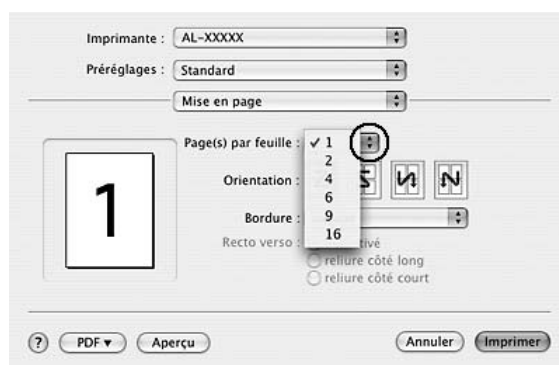 Imprimante : AL-XXXXX
Préréglages : Standard
Mise en page
Page(s) par feuille : ✓ 1
2
Orientation :
4
6
Bordure :
9
Recto verso :
16
reliure côté long
reliure côté court
1
? PDF ▾ Aperçu Annuler Imprimer